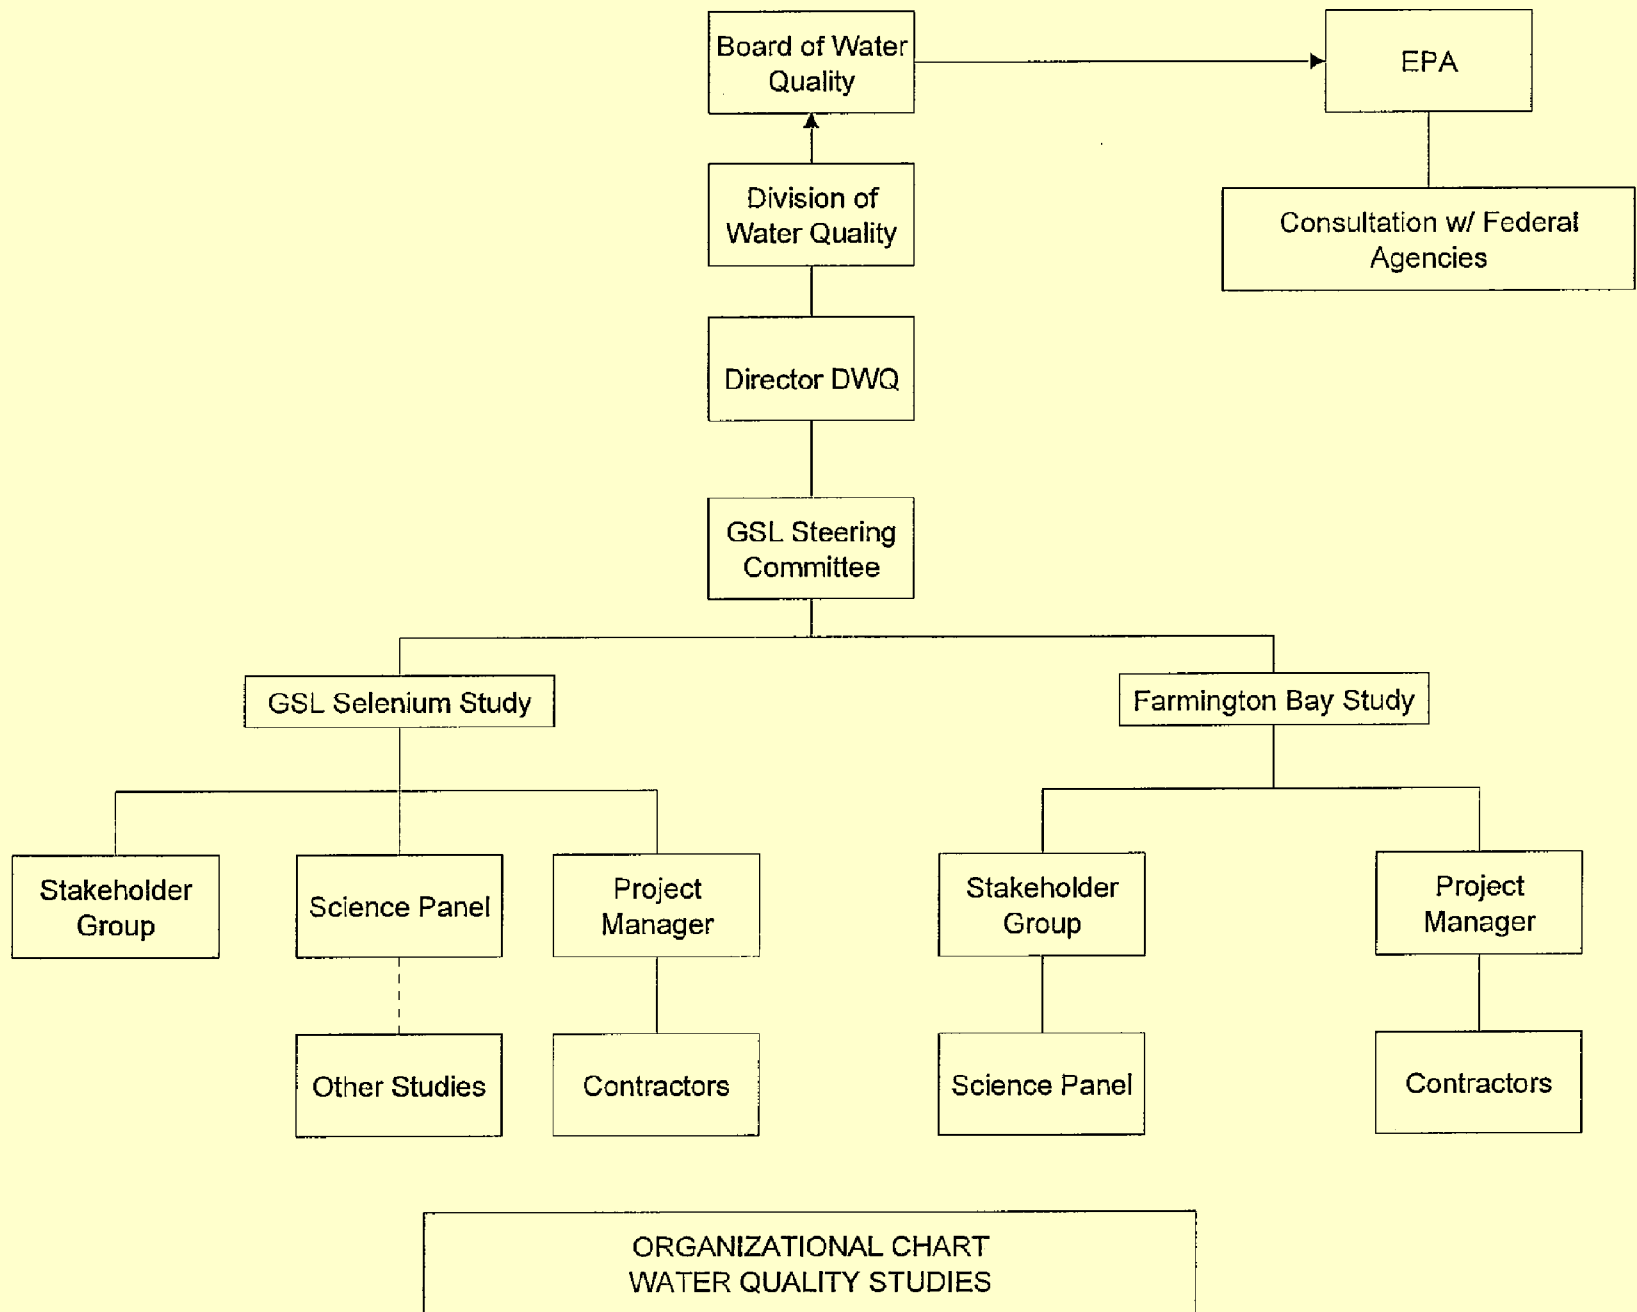 Board of Water
Quality
EPA
Division of
Water Quality
Consultation w/ Federal
Agencies
Director DWQ
GSL Steering
Committee
GSL Selenium Study
Farmington Bay Study
Stakeholder
Group
Science Panel
Project
Manager
Stakeholder
Group
Project
Manager
Other Studies
Contractors
Science Panel
Contractors
ORGANIZATIONAL CHART
WATER QUALITY STUDIES